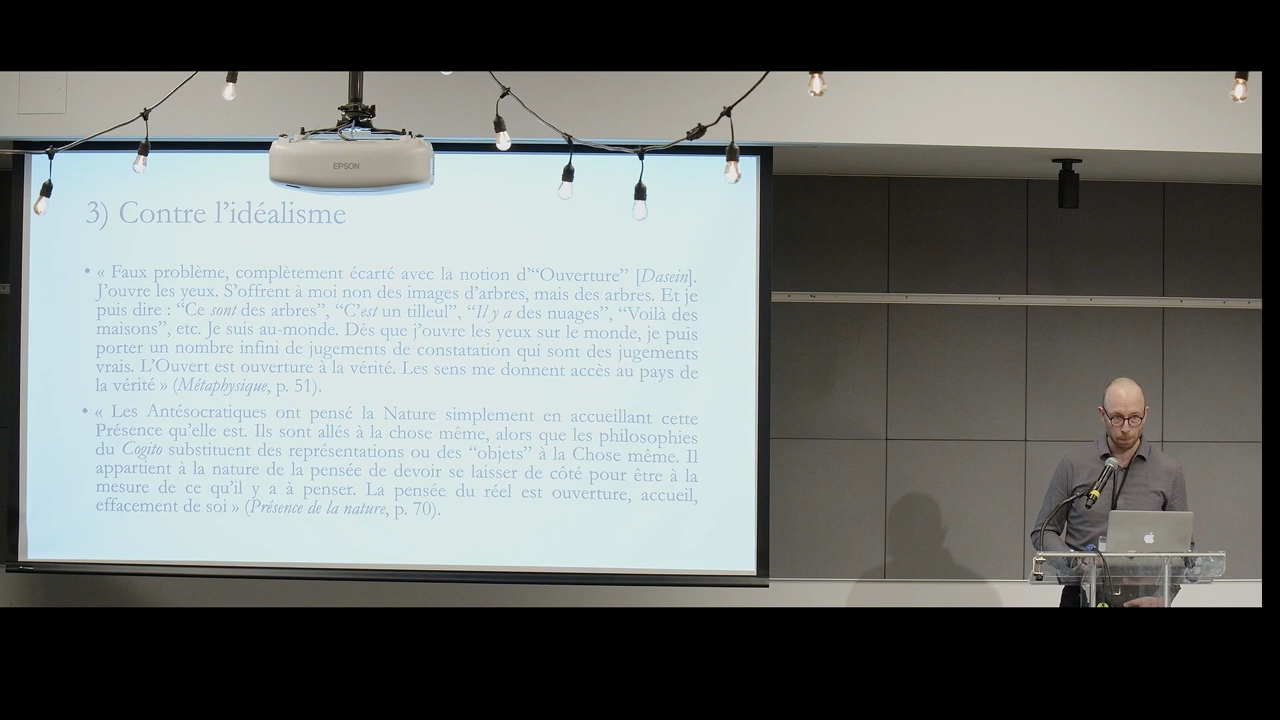 EPSON
3) Contre l’idéalisme
• « Faux problème, complètement écarté avec la notion d’“Ouverture” [Dasein].
J’ouvre les yeux. S’offrent à moi non des images d’arbres, mais des arbres. Et je
puis dire : “Ce sont des arbres”, “C’est un tilleul”, “Il y a des nuages”, “Voilà des
maisons”, etc. Je suis au-monde. Dès que j’ouvre les yeux sur le monde, je puis
porter un nombre infini de jugements de constatation qui sont des jugements
vrais. L’Ouvert est ouverture à la vérité. Les sens me donnent accès au pays de
la vérité » (Métaphysique, p. 51).
• « Les Antésocratiques ont pensé la Nature simplement en accueillant cette
Présence qu’elle est. Ils sont allés à la chose même, alors que les philosophies
du Cogito substituent des représentations ou des “objets” à la Chose même. Il
appartient à la nature de la pensée de devoir se laisser de côté pour être à la
mesure de ce qu’il y a à penser. La pensée du réel est ouverture, accueil,
effacement de soi » (Présence de la nature, p. 70).